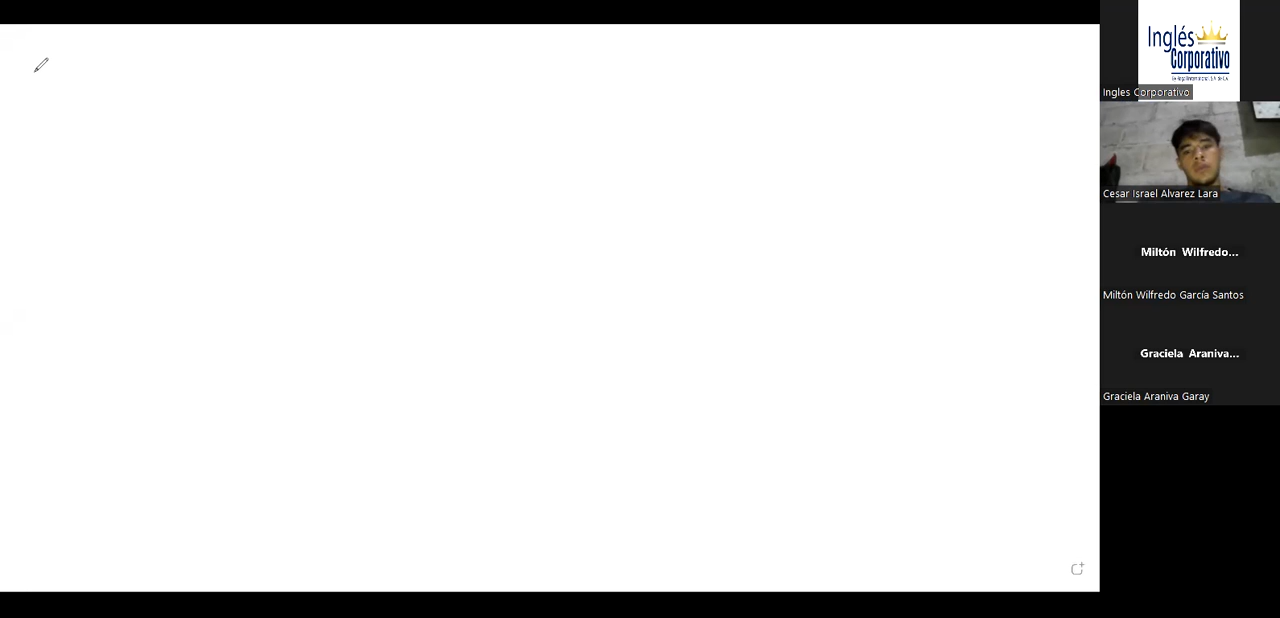 Inglés
Corporativo
Ingles Corporativo
Cesar Israel Alvarez Lara
Miltón Wilfredo...
Miltón Wilfredo García Santos
Graciela Araniva...
Graciela Araniva Garay